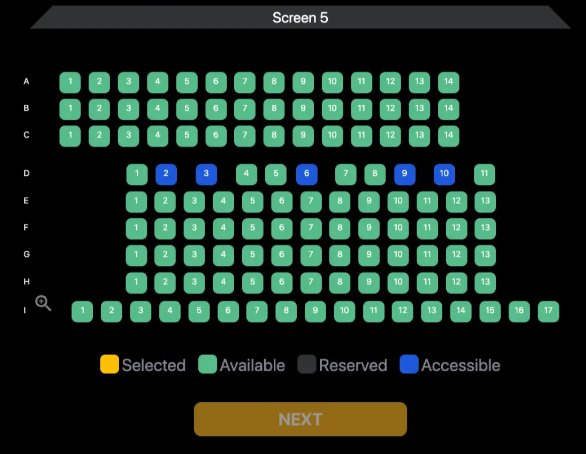 Screen 5
A 1 2 3 4 5 6 7 8 9 10 11 12 13 14
B 1 2 3 4 5 6 7 8 9 10 11 12 13 14
C 1 2 3 4 5 6 7 8 9 10 11 12 13 14
D 1 2 3 4 5 6 7 8 9 10 11
E 1 2 3 4 5 6 7 8 9 10 11 12 13
F 1 2 3 4 5 6 7 8 9 10 11 12 13
G 1 2 3 4 5 6 7 8 9 10 11 12 13
H 1 2 3 4 5 6 7 8 9 10 11 12 13
I 1 2 3 4 5 6 7 8 9 10 11 12 13 14 15 16 17
Selected Available Reserved Accessible
NEXT